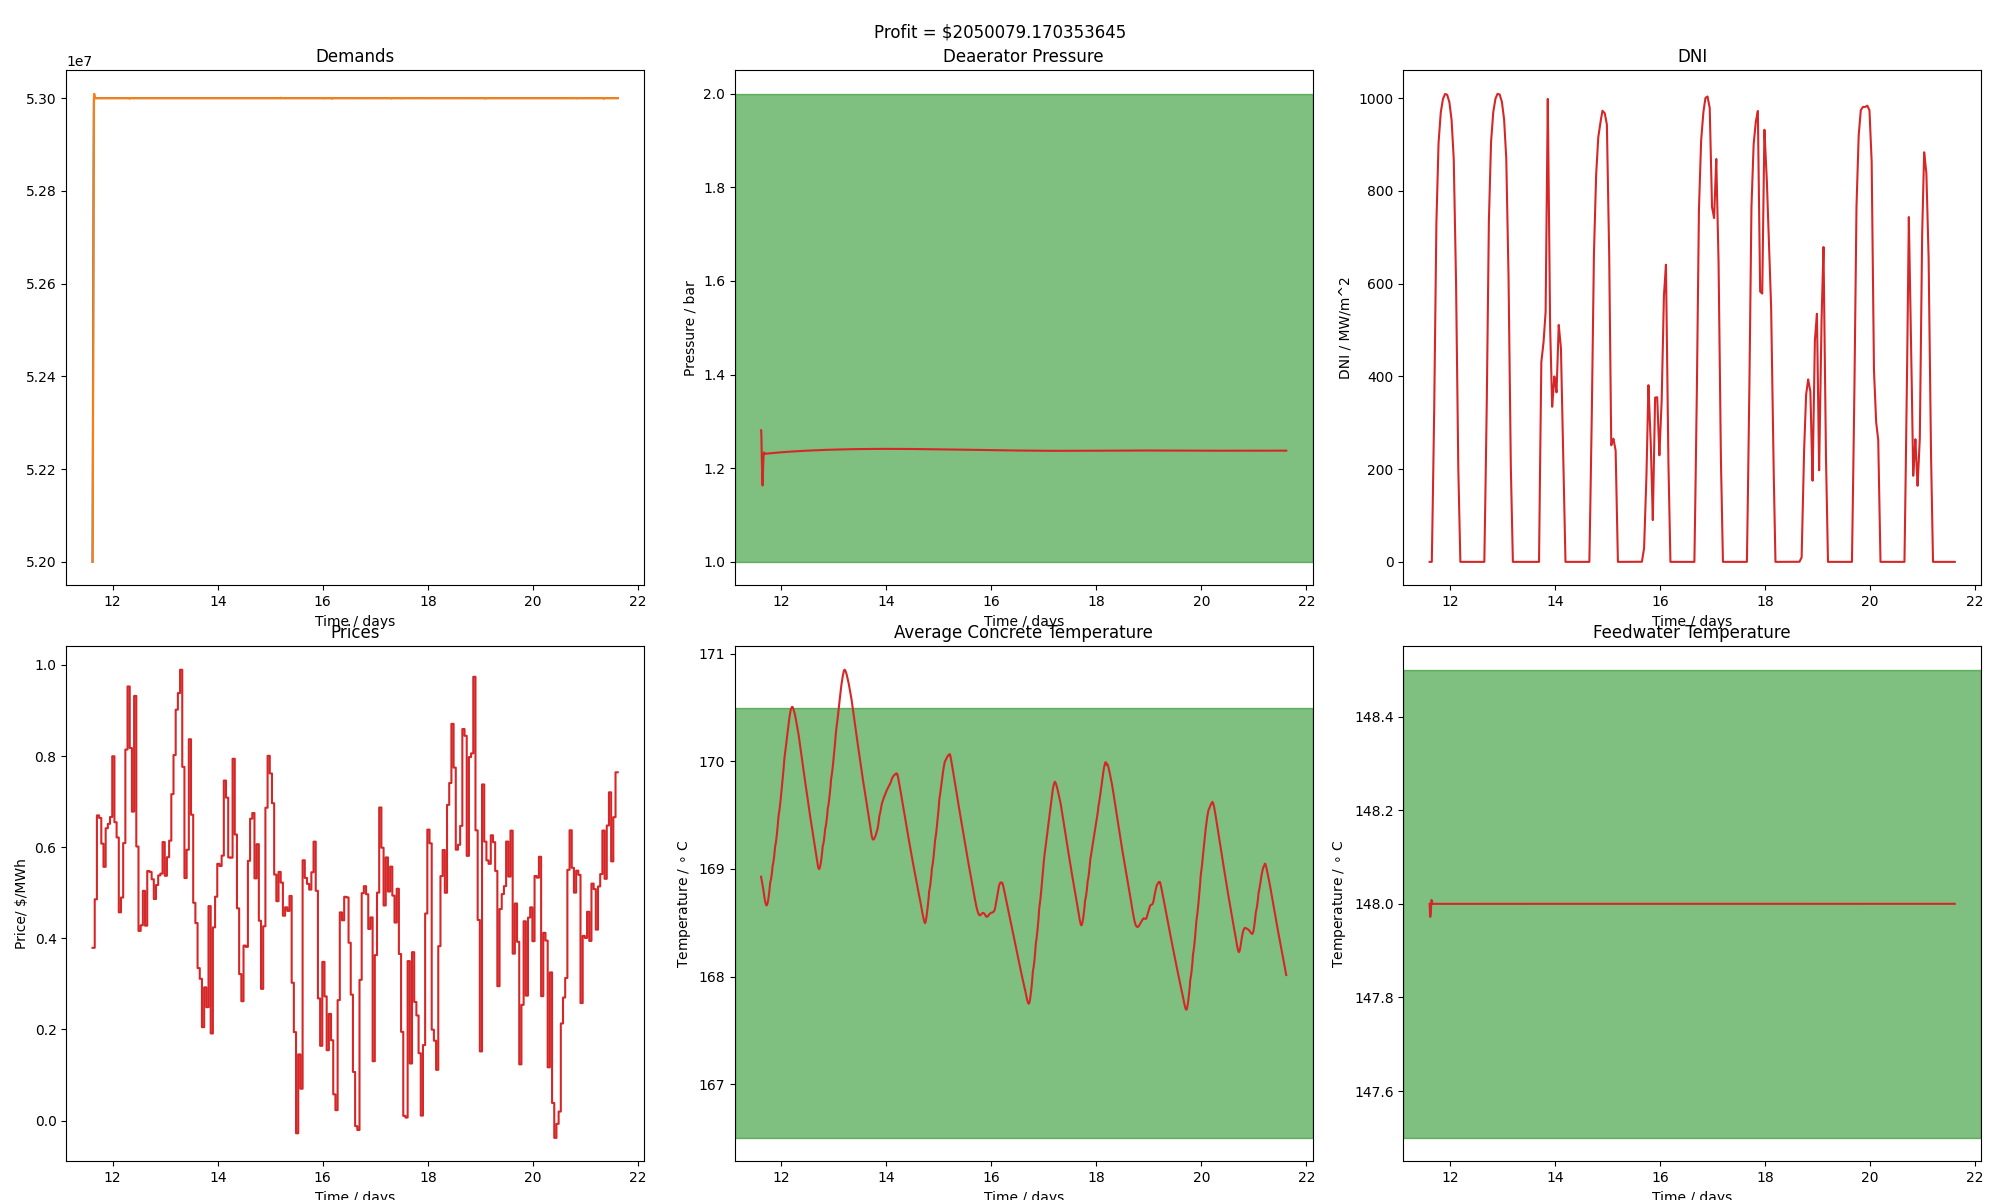 Profit = $2050079.170353645
Demands
1e7
5.30
5.28
5.26
5.24
5.22
5.20
12 14 16 18 20 22
Time / days
Deaerator Pressure
Pressure / bar
2.0
1.8
1.6
1.4
1.2
1.0
12 14 16 18 20 22
Time / days
DNI
DNI / MW/m^2
1000
800
600
400
200
0
12 14 16 18 20 22
Time / days
Prices
Price/ $/MWh
1.0
0.8
0.6
0.4
0.2
0.0
12 14 16 18 20 22
Time / days
Average Concrete Temperature
Temperature / ∘ C
171
170
169
168
167
12 14 16 18 20 22
Time / days
Feedwater Temperature
Temperature / ∘ C
148.4
148.2
148.0
147.8
147.6
12 14 16 18 20 22
Time / days